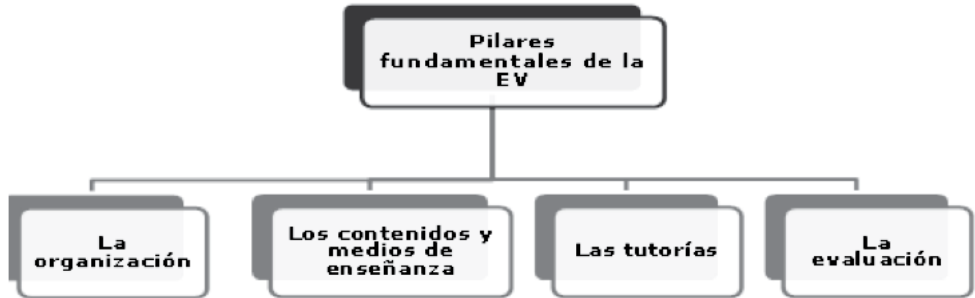 Pilares
fundamentales de la
EV
La
organización
Los contenidos y
medios de
enseñanza
Las tutorías
La
evaluación